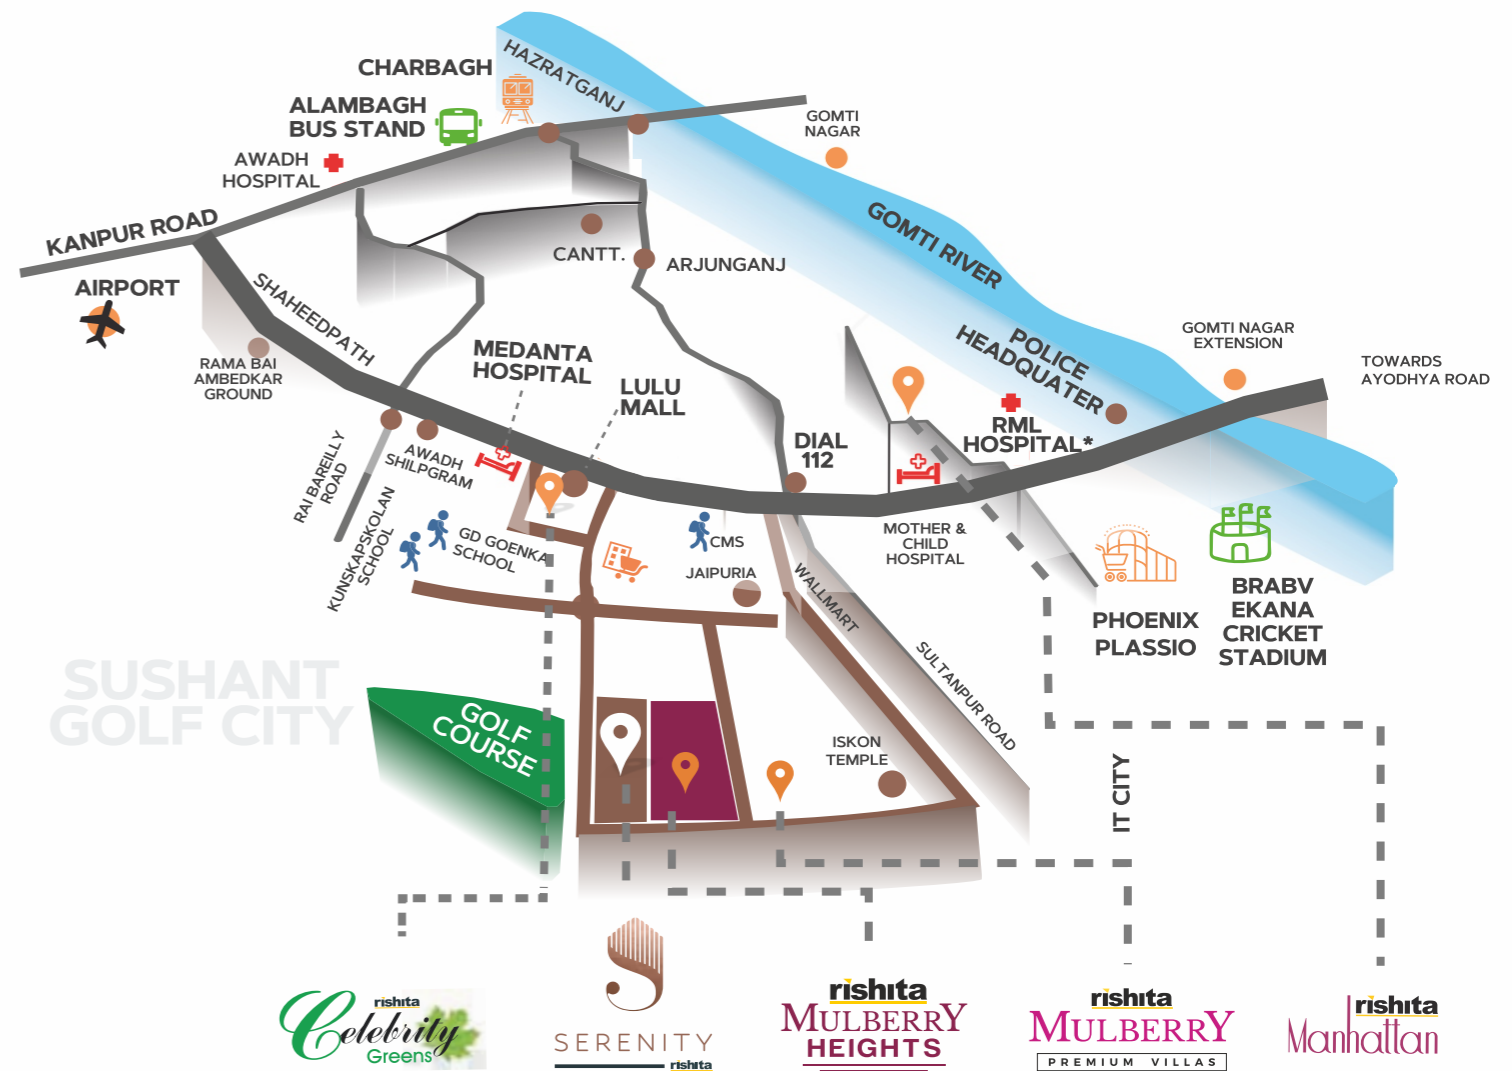 HAZRATGANJ
CHARBAGH
ALAMBAGH
BUS STAND
GOMTI
NAGAR
AWADH
HOSPITAL
KANPUR ROAD
GOMTI RIVER
CANTT.
ARJUNGANJ
AIRPORT
SHAHEEDPATH
RAMA BAI
AMBEDKAR
GROUND
MEDANTA
HOSPITAL
LULU
MALL
POLICE
HEADQUATER
GOMTI NAGAR
EXTENSION
TOWARDS
AYODHYA ROAD
RML
HOSPITAL*
DIAL
112
AWADH
SHILPGRAM
RAI BAREILLY
ROAD
KUNSKAPSKOLAN
SCHOOL
GD GOENKA
SCHOOL
CMS
JAIPURIA
MOTHER &
CHILD
HOSPITAL
WALLMART
SULTANPUR ROAD
PHOENIX
PLASSIO
BRABV
EKANA
CRICKET
STADIUM
SUSHANT
GOLF CITY
GOLF
COURSE
ISKON
TEMPLE
IT CITY
rishita
Celebrity
Greens
S
SERENITY
rishita
rishita
MULBERRY
HEIGHTS
rishita
MULBERRY
PREMIUM VILLAS
rishita
Manhattan